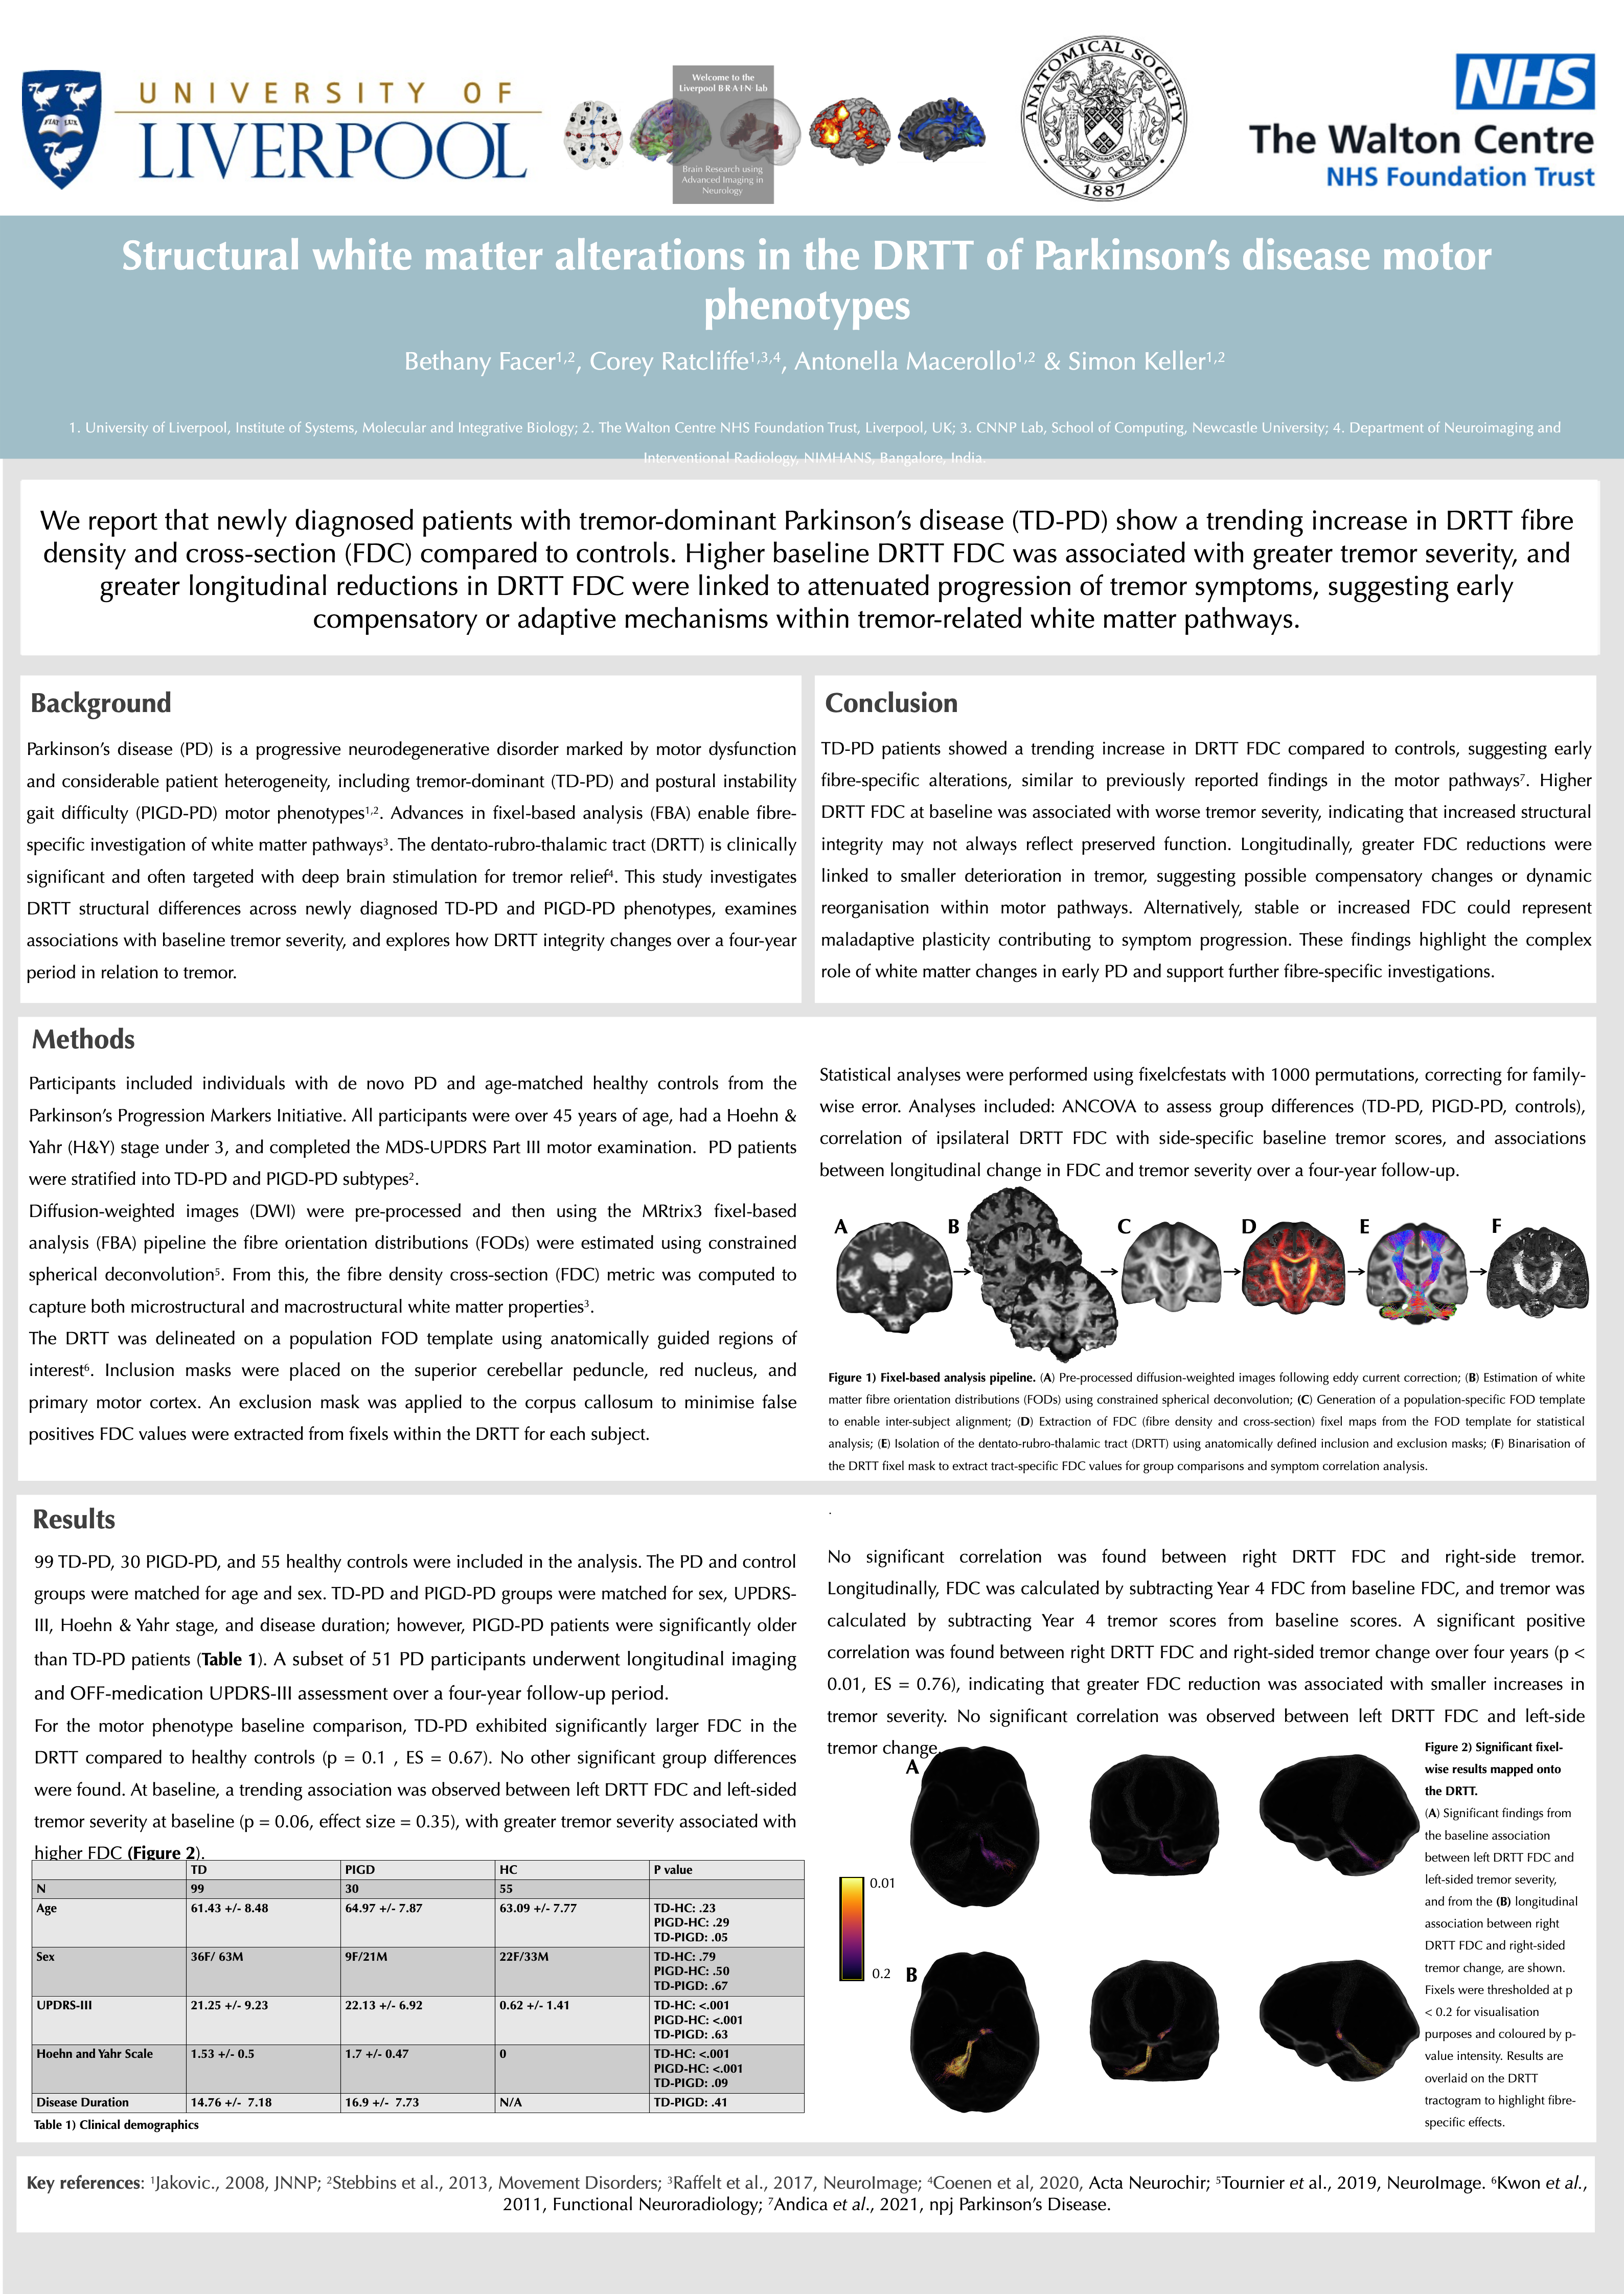 UNIVERSITY OF
LIVERPOOL
FIAT LUX
Welcome to the
Liverpool B·R·A·I·N· lab
Brain Research using
Advanced Imaging in
Neurology
ANATOMICAL SOCIETY
1887
NHS
The Walton Centre
NHS Foundation Trust
Structural white matter alterations in the DRTT of Parkinson's disease motor
phenotypes
Bethany Facer1,2, Corey Ratcliffe1,3,4, Antonella Macerollo1,2 & Simon Keller1,2
1. University of Liverpool, Institute of Systems, Molecular and Integrative Biology; 2. The Walton Centre NHS Foundation Trust, Liverpool, UK; 3. CNNP Lab, School of Computing, Newcastle University; 4. Department of Neuroimaging and
Interventional Radiology, NIMHANS, Bangalore, India.
We report that newly diagnosed patients with tremor-dominant Parkinson's disease (TD-PD) show a trending increase in DRTT fibre
density and cross-section (FDC) compared to controls. Higher baseline DRTT FDC was associated with greater tremor severity, and
greater longitudinal reductions in DRTT FDC were linked to attenuated progression of tremor symptoms, suggesting early
compensatory or adaptive mechanisms within tremor-related white matter pathways.
Background
Parkinson's disease (PD) is a progressive neurodegenerative disorder marked by motor dysfunction
and considerable patient heterogeneity, including tremor-dominant (TD-PD) and postural instability
gait difficulty (PIGD-PD) motor phenotypes1,2. Advances in fixel-based analysis (FBA) enable fibre-
specific investigation of white matter pathways3. The dentato-rubro-thalamic tract (DRTT) is clinically
significant and often targeted with deep brain stimulation for tremor relief4. This study investigates
DRTT structural differences across newly diagnosed TD-PD and PIGD-PD phenotypes, examines
associations with baseline tremor severity, and explores how DRTT integrity changes over a four-year
period in relation to tremor.
Conclusion
TD-PD patients showed a trending increase in DRTT FDC compared to controls, suggesting early
fibre-specific alterations, similar to previously reported findings in the motor pathways7. Higher
DRTT FDC at baseline was associated with worse tremor severity, indicating that increased structural
integrity may not always reflect preserved function. Longitudinally, greater FDC reductions were
linked to smaller deterioration in tremor, suggesting possible compensatory changes or dynamic
reorganisation within motor pathways. Alternatively, stable or increased FDC could represent
maladaptive plasticity contributing to symptom progression. These findings highlight the complex
role of white matter changes in early PD and support further fibre-specific investigations.
Methods
Participants included individuals with de novo PD and age-matched healthy controls from the
Parkinson's Progression Markers Initiative. All participants were over 45 years of age, had a Hoehn &
Yahr (H&Y) stage under 3, and completed the MDS-UPDRS Part III motor examination. PD patients
were stratified into TD-PD and PIGD-PD subtypes2.
Diffusion-weighted images (DWI) were pre-processed and then using the MRtrix3 fixel-based
analysis (FBA) pipeline the fibre orientation distributions (FODs) were estimated using constrained
spherical deconvolution5. From this, the fibre density cross-section (FDC) metric was computed to
capture both microstructural and macrostructural white matter properties3.
The DRTT was delineated on a population FOD template using anatomically guided regions of
interest6. Inclusion masks were placed on the superior cerebellar peduncle, red nucleus, and
primary motor cortex. An exclusion mask was applied to the corpus callosum to minimise false
positives FDC values were extracted from fixels within the DRTT for each subject.
Statistical analyses were performed using fixelcfestats with 1000 permutations, correcting for family-
wise error. Analyses included: ANCOVA to assess group differences (TD-PD, PIGD-PD, controls),
correlation of ipsilateral DRTT FDC with side-specific baseline tremor scores, and associations
between longitudinal change in FDC and tremor severity over a four-year follow-up.
A B C D E F
Figure 1) Fixel-based analysis pipeline. (A) Pre-processed diffusion-weighted images following eddy current correction; (B) Estimation of white
matter fibre orientation distributions (FODs) using constrained spherical deconvolution; (C) Generation of a population-specific FOD template
to enable inter-subject alignment; (D) Extraction of FDC (fibre density and cross-section) fixel maps from the FOD template for statistical
analysis; (E) Isolation of the dentato-rubro-thalamic tract (DRTT) using anatomically defined inclusion and exclusion masks; (F) Binarisation of
the DRTT fixel mask to extract tract-specific FDC values for group comparisons and symptom correlation analysis.
Results
99 TD-PD, 30 PIGD-PD, and 55 healthy controls were included in the analysis. The PD and control
groups were matched for age and sex. TD-PD and PIGD-PD groups were matched for sex, UPDRS-
III, Hoehn & Yahr stage, and disease duration; however, PIGD-PD patients were significantly older
than TD-PD patients (Table 1). A subset of 51 PD participants underwent longitudinal imaging
and OFF-medication UPDRS-III assessment over a four-year follow-up period.
For the motor phenotype baseline comparison, TD-PD exhibited significantly larger FDC in the
DRTT compared to healthy controls (p = 0.1 , ES = 0.67). No other significant group differences
were found. At baseline, a trending association was observed between left DRTT FDC and left-sided
tremor severity at baseline (p = 0.06, effect size = 0.35), with greater tremor severity associated with
higher FDC (Figure 2).
TD PIGD HC P value
N 99 30 55
Age 61.43 +/- 8.48 64.97 +/- 7.87 63.09 +/- 7.77 TD-HC: .23
PIGD-HC: .29
TD-PIGD: .05
Sex 36F/ 63M 9F/21M 22F/33M TD-HC: .79
PIGD-HC: .50
TD-PIGD: .67
UPDRS-III 21.25 +/- 9.23 22.13 +/- 6.92 0.62 +/- 1.41 TD-HC: <.001
PIGD-HC: <.001
TD-PIGD: .63
Hoehn and Yahr Scale 1.53 +/- 0.5 1.7 +/- 0.47 0 TD-HC: <.001
PIGD-HC: <.001
TD-PIGD: .09
Disease Duration 14.76 +/- 7.18 16.9 +/- 7.73 N/A TD-PIGD: .41
Table 1) Clinical demographics
.
No significant correlation was found between right DRTT FDC and right-side tremor.
Longitudinally, FDC was calculated by subtracting Year 4 FDC from baseline FDC, and tremor was
calculated by subtracting Year 4 tremor scores from baseline scores. A significant positive
correlation was found between right DRTT FDC and right-sided tremor change over four years (p <
0.01, ES = 0.76), indicating that greater FDC reduction was associated with smaller increases in
tremor severity. No significant correlation was observed between left DRTT FDC and left-side
tremor change.
A
0.01
0.2
B
Figure 2) Significant fixel-
wise results mapped onto
the DRTT.
(A) Significant findings from
the baseline association
between left DRTT FDC and
left-sided tremor severity,
and from the (B) longitudinal
association between right
DRTT FDC and right-sided
tremor change, are shown.
Fixels were thresholded at p
< 0.2 for visualisation
purposes and coloured by p-
value intensity. Results are
overlaid on the DRTT
tractogram to highlight fibre-
specific effects.
Key references: 1Jakovic., 2008, JNNP; 2Stebbins et al., 2013, Movement Disorders; 3Raffelt et al., 2017, NeuroImage; 4Coenen et al, 2020, Acta Neurochir; 5Tournier et al., 2019, NeuroImage. 6Kwon et al.,
2011, Functional Neuroradiology; 7Andica et al., 2021, npj Parkinson's Disease.